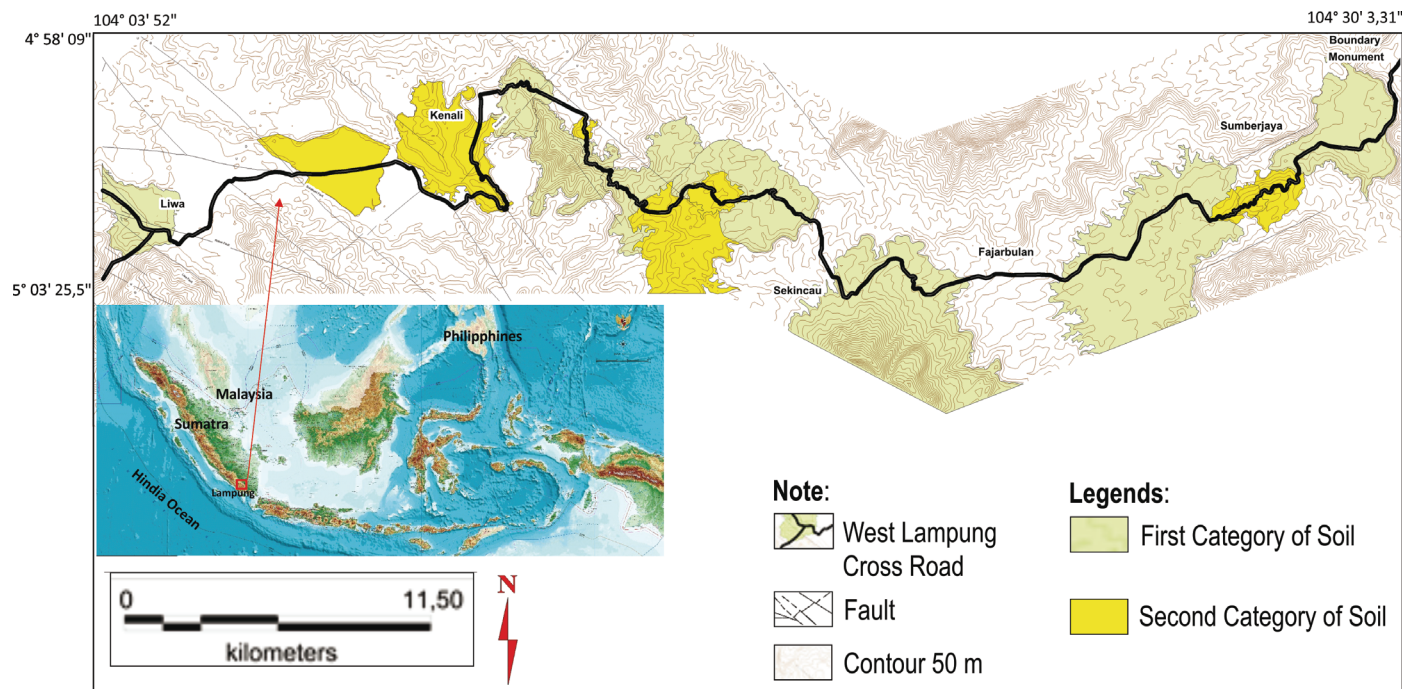 104° 03' 52"
104° 30' 3,31"
4° 58' 09"
Boundary
Monument
Kenali
Sumberjaya
Liwa
Fajarbulan
5° 03' 25,5"
Sekincau
Philipphines
Malaysia
Sumatra
Lampung
Hindia Ocean
Note:
West Lampung
Cross Road
Fault
Contour 50 m
Legends:
First Category of Soil
Second Category of Soil
0 11,50
kilometers
N